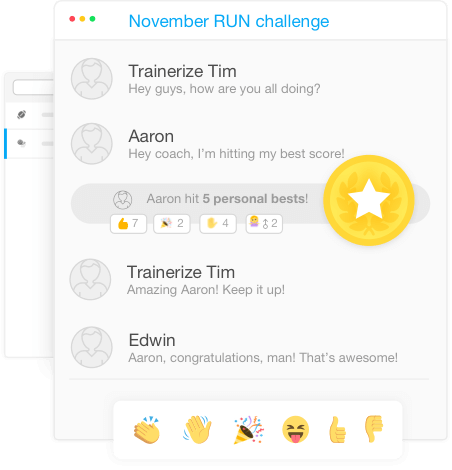 November RUN challenge
Trainerize Tim
Hey guys, how are you all doing?
Aaron
Hey coach, I'm hitting my best score!
Aaron hit 5 personal bests!
7 2 4 2
Trainerize Tim
Amazing Aaron! Keep it up!
Edwin
Aaron, congratulations, man! That's awesome!